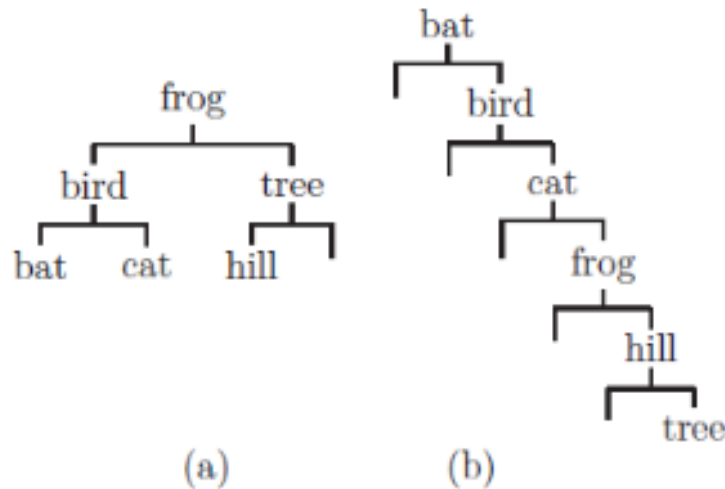 frog
bird tree
bat cat hill
(a)
bat
bird
cat
frog
hill
tree
(b)